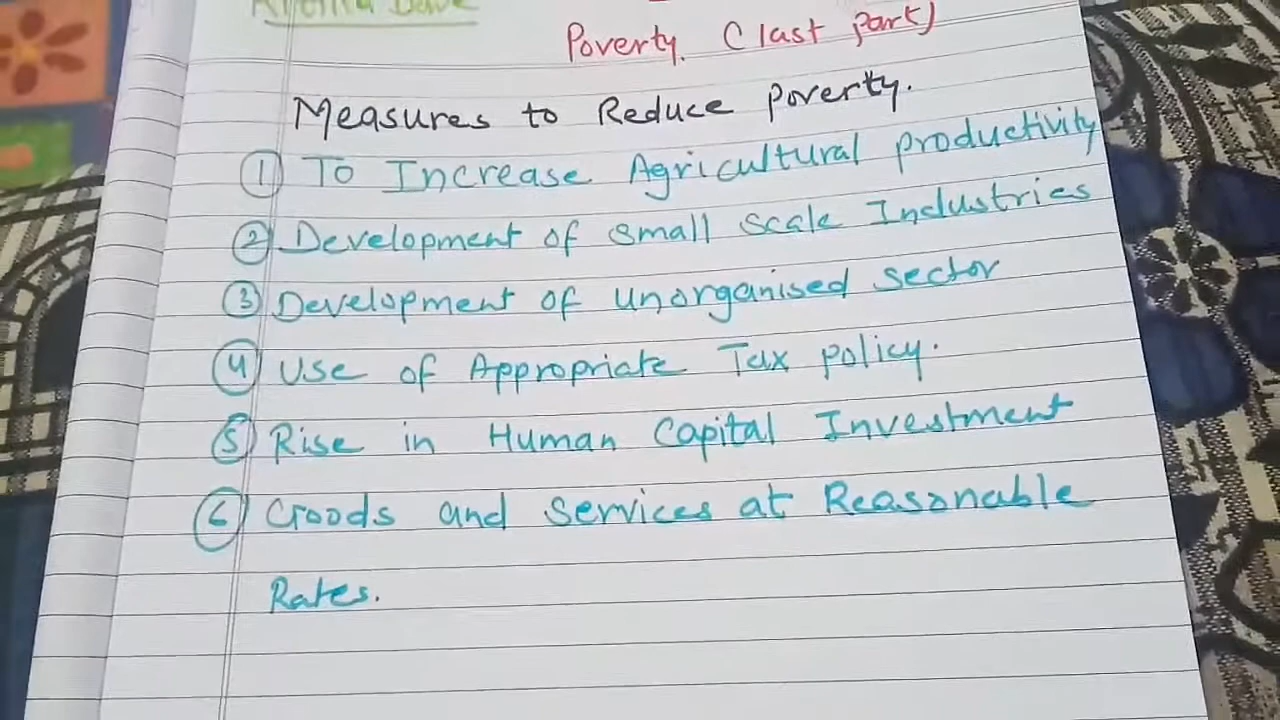 Poverty. (last part)
Measures to Reduce poverty.
① To Increase Agricultural productivity
② Development of small scale Industries
③ Development of unorganised sector
④ Use of Appropriate Tax policy.
⑤ Rise in Human Capital Investment
⑥ Goods and services at Reasonable
Rates.